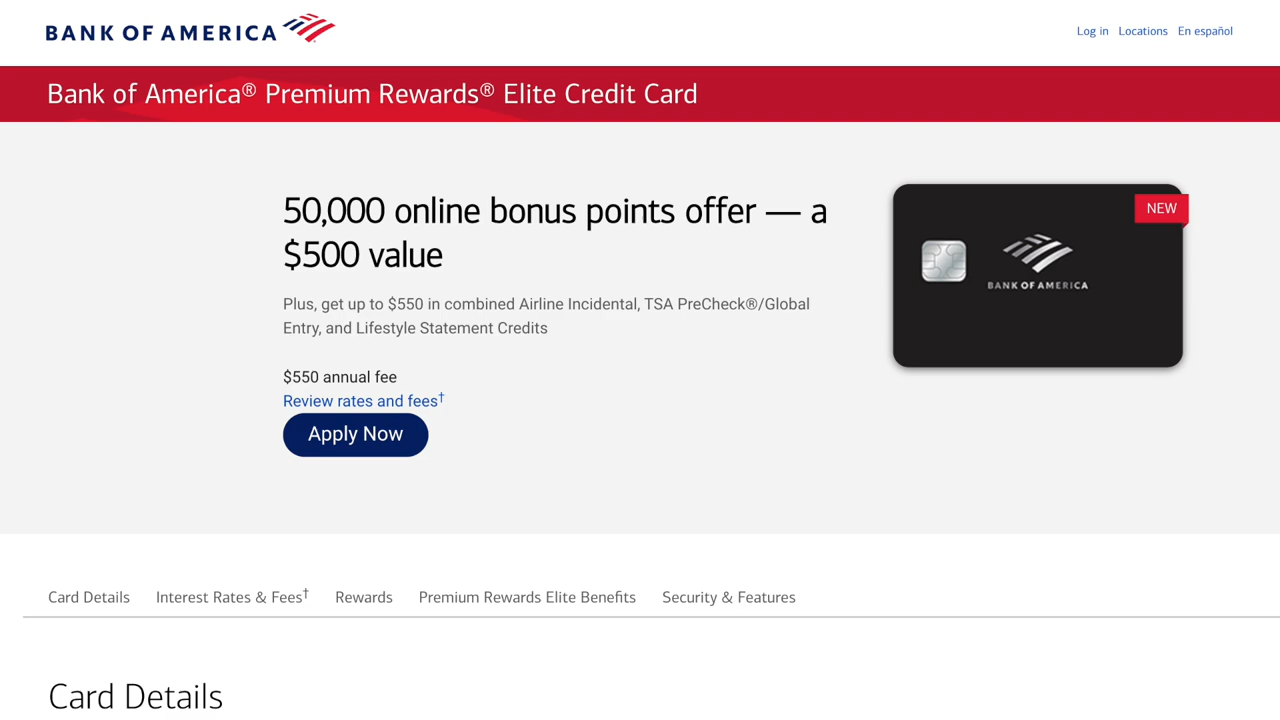 BANK OF AMERICA
Log in Locations En español
Bank of America® Premium Rewards® Elite Credit Card
50,000 online bonus points offer — a
$500 value
Plus, get up to $550 in combined Airline Incidental, TSA PreCheck®/Global
Entry, and Lifestyle Statement Credits
$550 annual fee
Review rates and fees†
Apply Now
NEW
BANK OF AMERICA
Card Details Interest Rates & Fees† Rewards Premium Rewards Elite Benefits Security & Features
Card Details